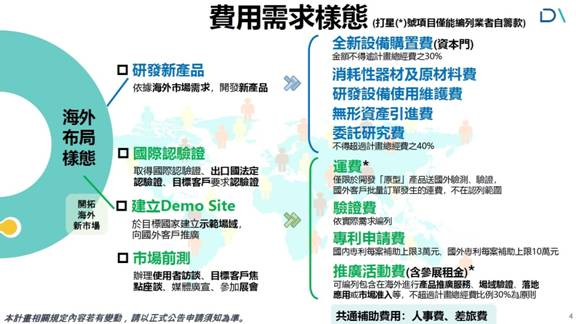 費用需求樣態 (打星(*)號項目僅能編列業者自籌款)
海外
布局
樣態
開拓
海外
新市場
研發新產品
依據海外市場需求，開發新產品
國際認驗證
取得國際認驗證、出口國法定
認驗證、目標客戶要求認驗證
建立Demo Site
於目標國家建立示範場域，
向國外客戶推廣
市場前測
辦理使用者訪談、目標客戶焦
點座談、媒體廣宣、參加展會
全新設備購置費(資本門)
金額不得逾計畫總經費之30%
消耗性器材及原材料費
研發設備使用維護費
無形資產引進費
委託研究費
不得超過計畫總經費之40%
運費*
僅限於開發「原型」產品送國外驗測、驗證，
國外客戶批量訂單發生的運費，不在認列範圍
驗證費
依實際需求編列
專利申請費
國內專利每案補助上限3萬元、國外專利每案補助上限10萬元
推廣活動費(含參展租金)*
可編列包含在海外進行產品推廣服務、場域驗證、落地
應用或市場准入等，不超過計畫總經費比例30%為原則
共通補助費用：人事費、差旅費
本計畫相關規定內容若有變動，請以正式公告申請須知為準。
4